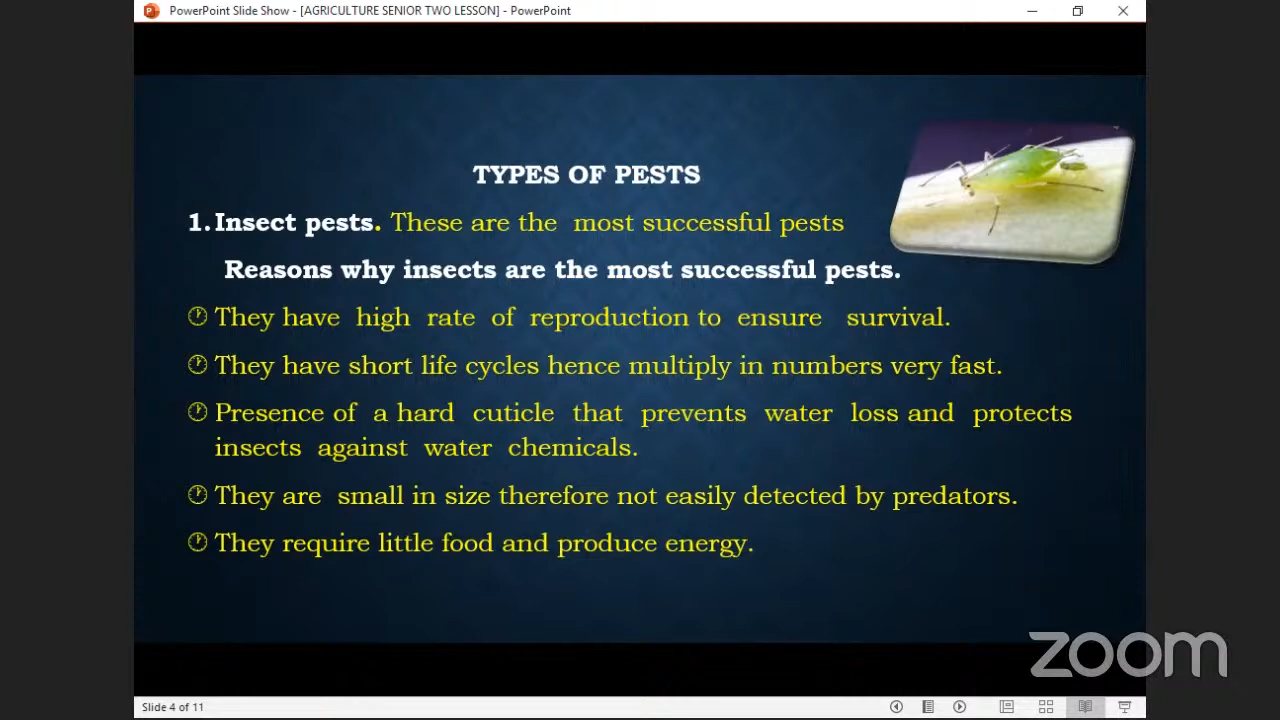 PowerPoint Slide Show - [AGRICULTURE SENIOR TWO LESSON] - PowerPoint
TYPES OF PESTS
1. Insect pests. These are the most successful pests
Reasons why insects are the most successful pests.
They have high rate of reproduction to ensure survival.
They have short life cycles hence multiply in numbers very fast.
Presence of a hard cuticle that prevents water loss and protects
insects against water chemicals.
They are small in size therefore not easily detected by predators.
They require little food and produce energy.
zoom
Slide 4 of 11